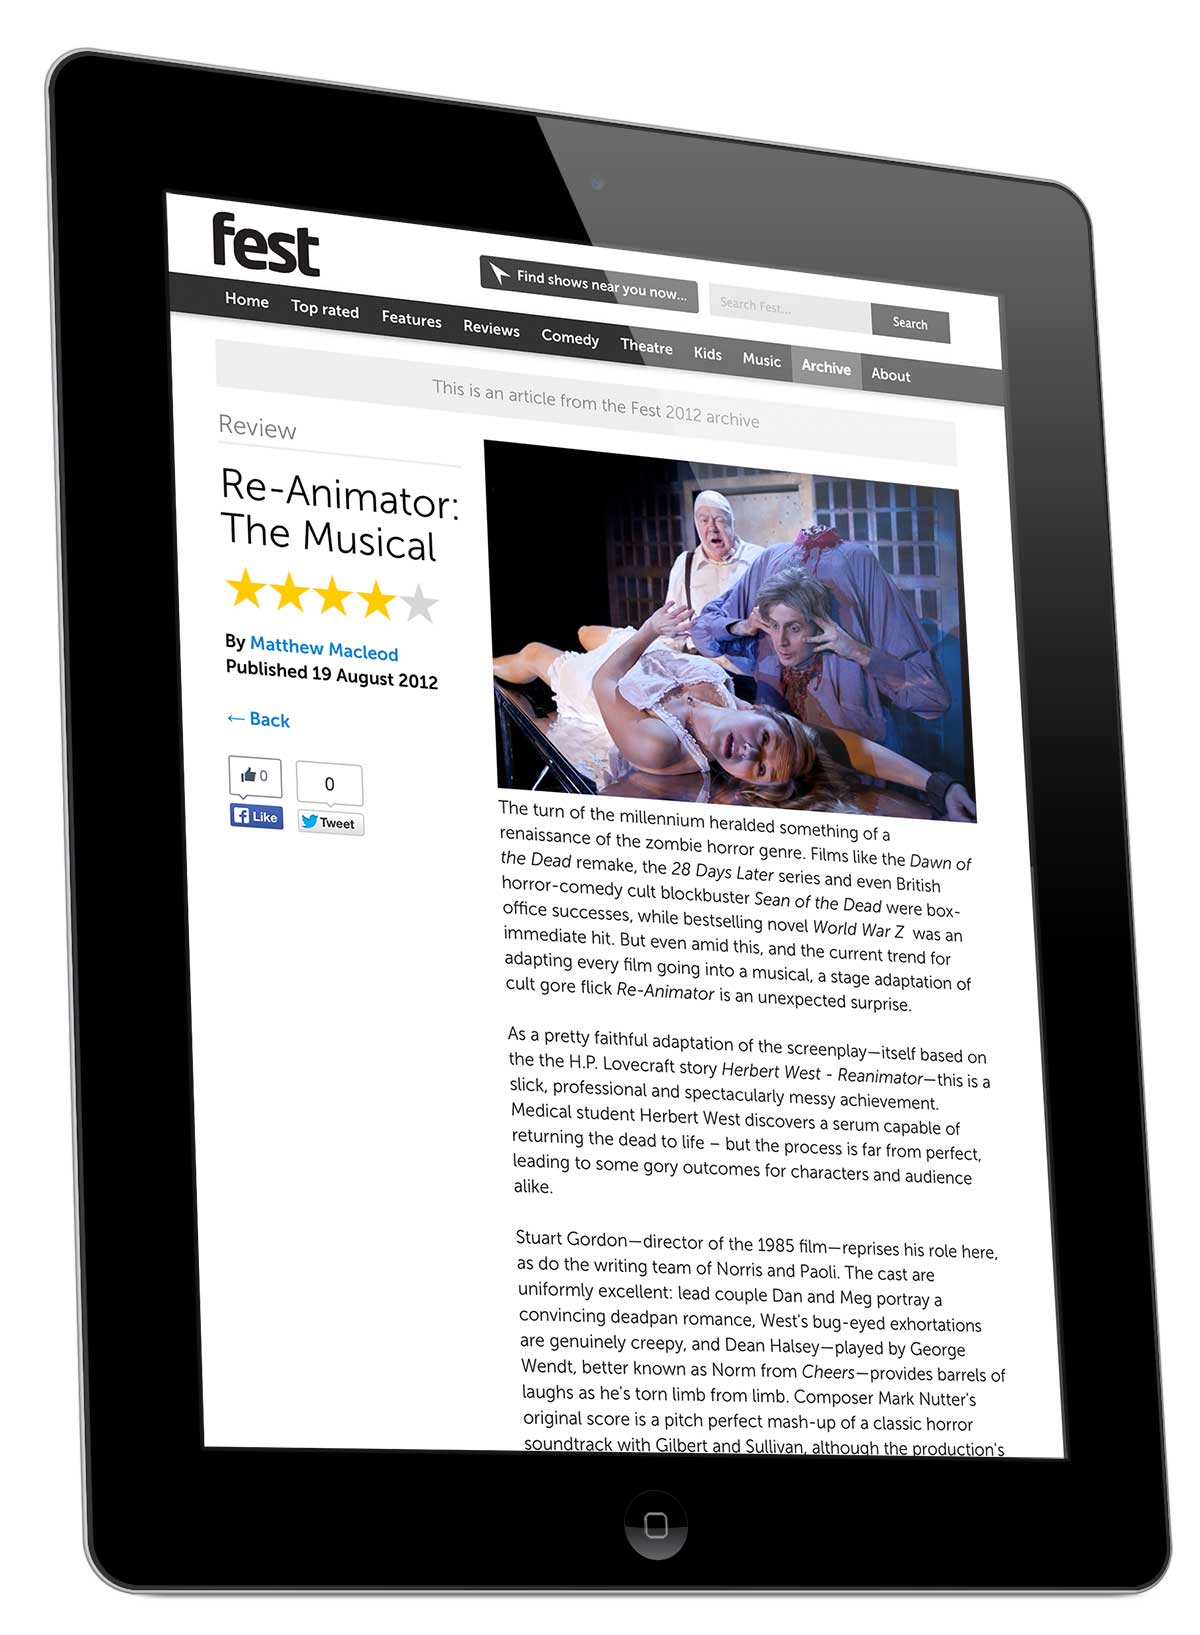 fest
Find shows near you now...
Search Fest...
Search
Home Top rated Features Reviews Comedy Theatre Kids Music Archive About
This is an article from the Fest 2012 archive
Review
Re-Animator:
The Musical
By Matthew Macleod
Published 19 August 2012
← Back
0 0
Like Tweet
The turn of the millennium heralded something of a
renaissance of the zombie horror genre. Films like the Dawn of
the Dead remake, the 28 Days Later series and even British
horror-comedy cult blockbuster Sean of the Dead were box-
office successes, while bestselling novel World War Z was an
immediate hit. But even amid this, and the current trend for
adapting every film going into a musical, a stage adaptation of
cult gore flick Re-Animator is an unexpected surprise.
As a pretty faithful adaptation of the screenplay—itself based on
the the H.P. Lovecraft story Herbert West - Reanimator—this is a
slick, professional and spectacularly messy achievement.
Medical student Herbert West discovers a serum capable of
returning the dead to life – but the process is far from perfect,
leading to some gory outcomes for characters and audience
alike.
Stuart Gordon—director of the 1985 film—reprises his role here,
as do the writing team of Norris and Paoli. The cast are
uniformly excellent: lead couple Dan and Meg portray a
convincing deadpan romance, West's bug-eyed exhortations
are genuinely creepy, and Dean Halsey—played by George
Wendt, better known as Norm from Cheers—provides barrels of
laughs as he's torn limb from limb. Composer Mark Nutter's
original score is a pitch perfect mash-up of a classic horror
soundtrack with Gilbert and Sullivan, although the production's